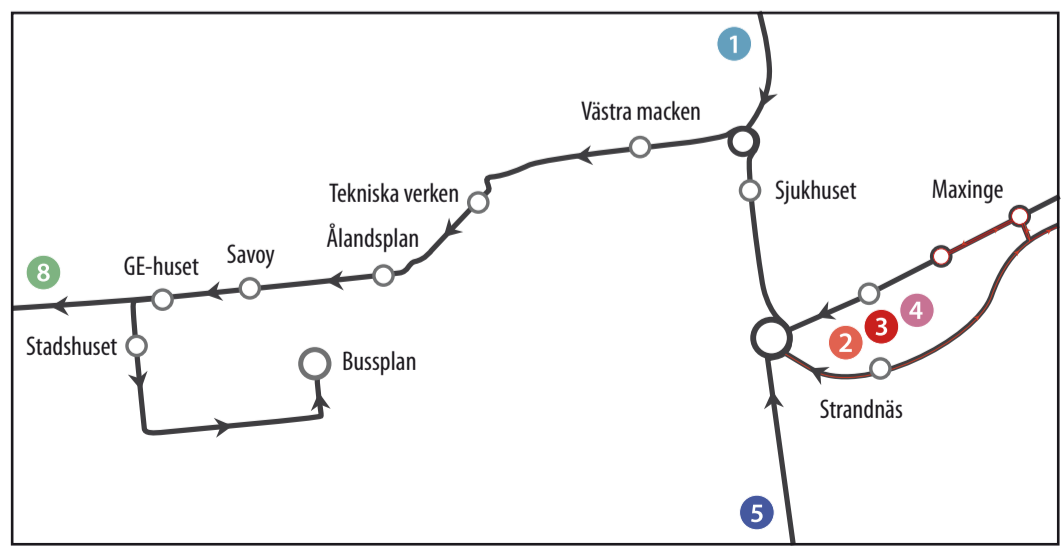 1
Västra macken
Tekniska verken
Sjukhuset
Maxinge
Ålandsplan
Savoy
GE-huset
8
4
3
2
Stadshuset
Bussplan
Strandnäs
5